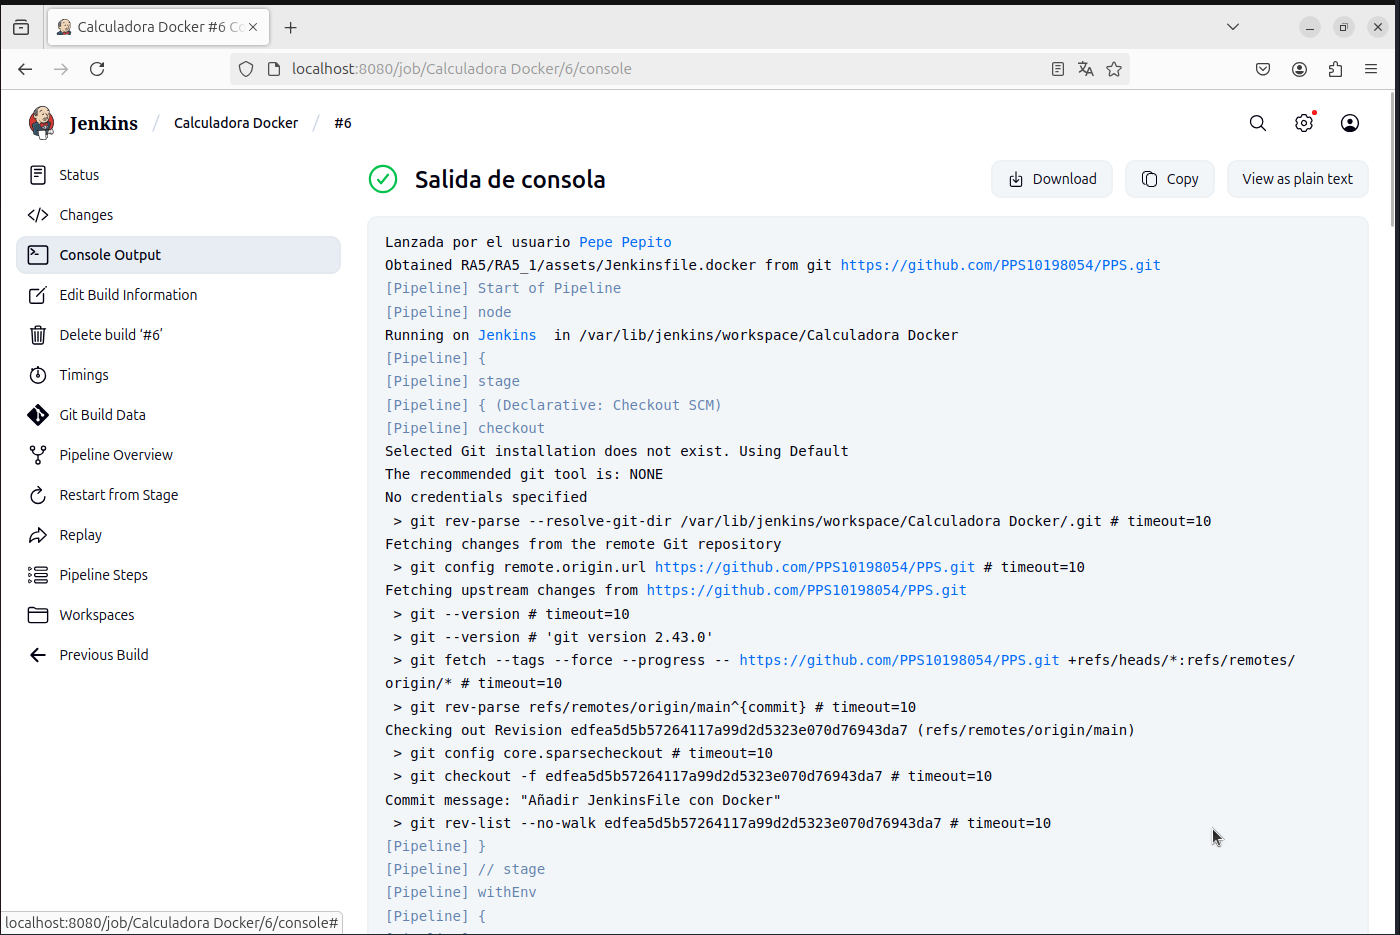 Calculadora Docker #6 Co
localhost:8080/job/Calculadora Docker/6/console
Jenkins / Calculadora Docker / #6
Status
Changes
Console Output
Edit Build Information
Delete build ‘#6’
Timings
Git Build Data
Pipeline Overview
Restart from Stage
Replay
Pipeline Steps
Workspaces
Previous Build
Salida de consola
Download
Copy
View as plain text
Lanzada por el usuario Pepe Pepito
Obtained RA5/RA5_1/assets/Jenkinsfile.docker from git https://github.com/PPS10198054/PPS.git
[Pipeline] Start of Pipeline
[Pipeline] node
Running on Jenkins in /var/lib/jenkins/workspace/Calculadora Docker
[Pipeline] {
[Pipeline] stage
[Pipeline] { (Declarative: Checkout SCM)
[Pipeline] checkout
Selected Git installation does not exist. Using Default
The recommended git tool is: NONE
No credentials specified
> git rev-parse --resolve-git-dir /var/lib/jenkins/workspace/Calculadora Docker/.git # timeout=10
Fetching changes from the remote Git repository
> git config remote.origin.url https://github.com/PPS10198054/PPS.git # timeout=10
Fetching upstream changes from https://github.com/PPS10198054/PPS.git
> git --version # timeout=10
> git --version # 'git version 2.43.0'
> git fetch --tags --force --progress -- https://github.com/PPS10198054/PPS.git +refs/heads/*:refs/remotes/
origin/* # timeout=10
> git rev-parse refs/remotes/origin/main^{commit} # timeout=10
Checking out Revision edfea5d5b57264117a99d2d5323e070d76943da7 (refs/remotes/origin/main)
> git config core.sparsecheckout # timeout=10
> git checkout -f edfea5d5b57264117a99d2d5323e070d76943da7 # timeout=10
Commit message: "Añadir JenkinsFile con Docker"
> git rev-list --no-walk edfea5d5b57264117a99d2d5323e070d76943da7 # timeout=10
[Pipeline] }
[Pipeline] // stage
[Pipeline] withEnv
[Pipeline] {
localhost:8080/job/Calculadora Docker/6/console#